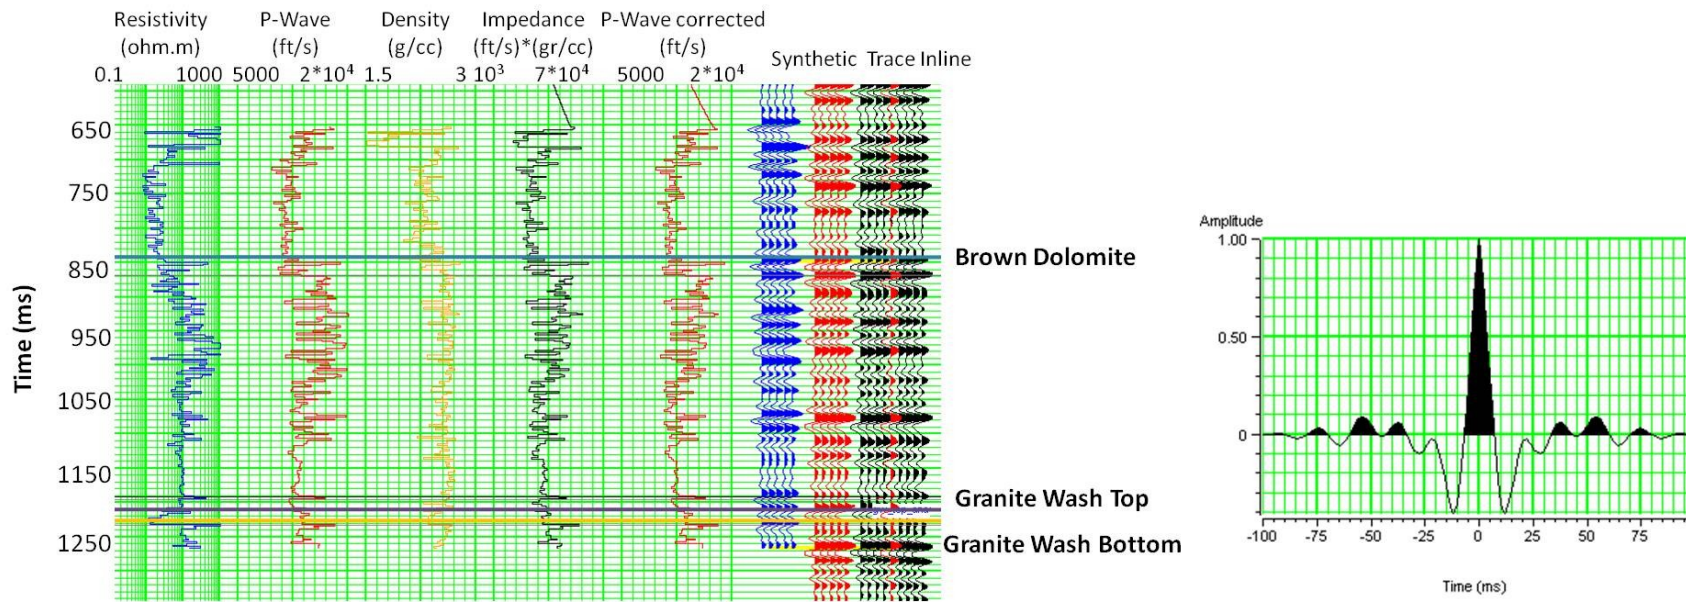 Resistivity P-Wave Density Impedance P-Wave corrected
(ohm.m) (ft/s) (g/cc) (ft/s)*(gr/cc) (ft/s)
Synthetic Trace Inline
0.1 1000 5000 2*10⁴ 1.5 3 10³ 7*10⁴ 5000 2*10⁴
650
750
850
950
1050
1150
1250
Time (ms)
Brown Dolomite
Granite Wash Top
Granite Wash Bottom
Amplitude
1.00
0.50
0
-100 -75 -50 -25 0 25 50 75
Time (ms)